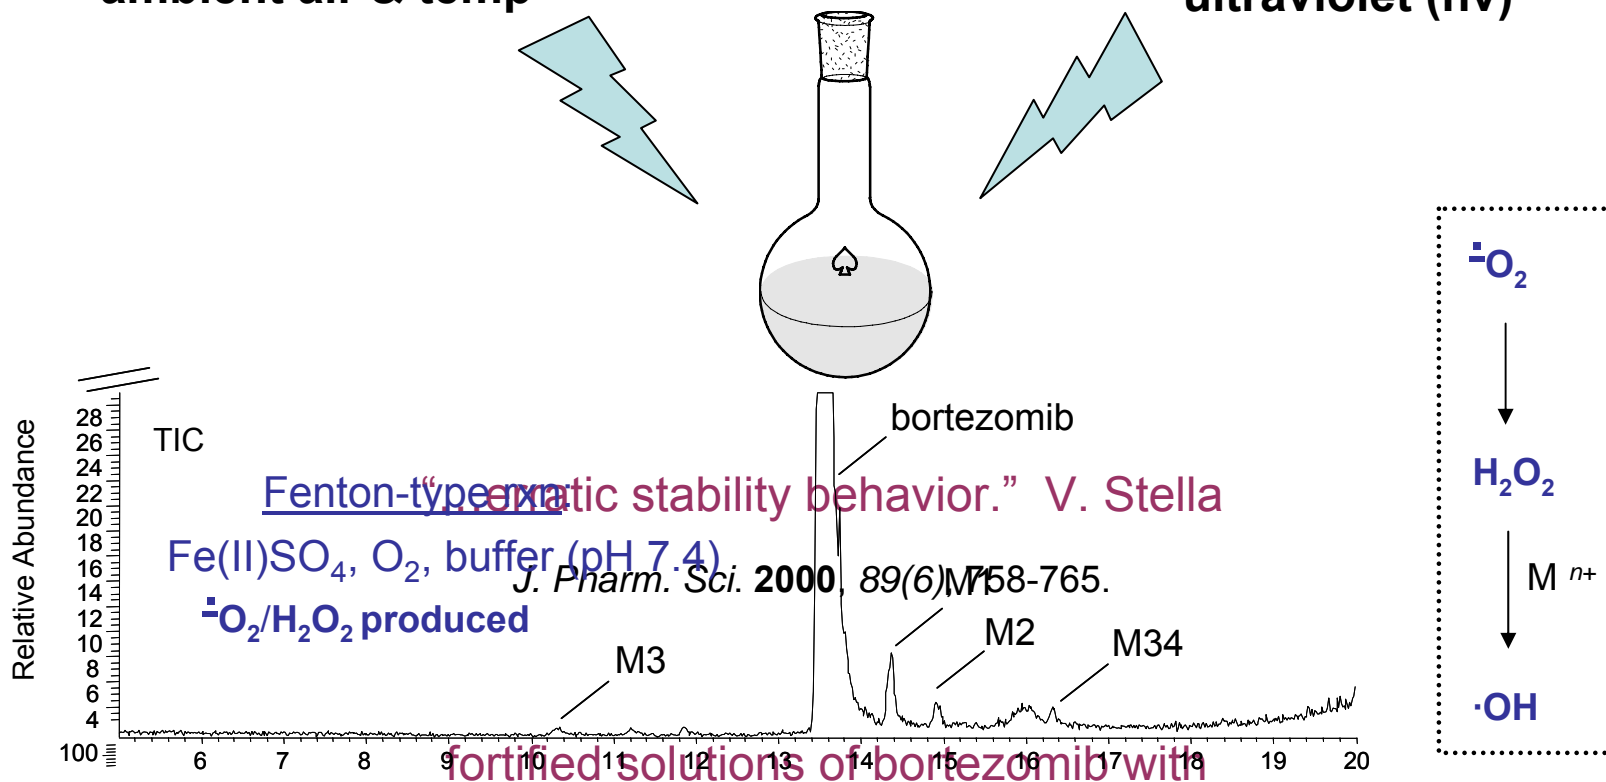 ambient air & temp
ultraviolet (hv)
bortezomib
TIC
Relative Abundance
28
26
24
22
20
18
16
14
12
10
8
6
4
100
Fenton-type rxn:
"...erratic stability behavior." V. Stella
Fe(II)SO4, O2, buffer (pH 7.4)
J. Pharm. Sci. 2000, 89(6), 758-765.
∸O2/H2O2 produced
M1
M2
M3
M34
6 7 8 9 10 11 12 13 14 15 16 17 18 19 20
fortified solutions of bortezomib with
∸O2
H2O2
M n+
·OH